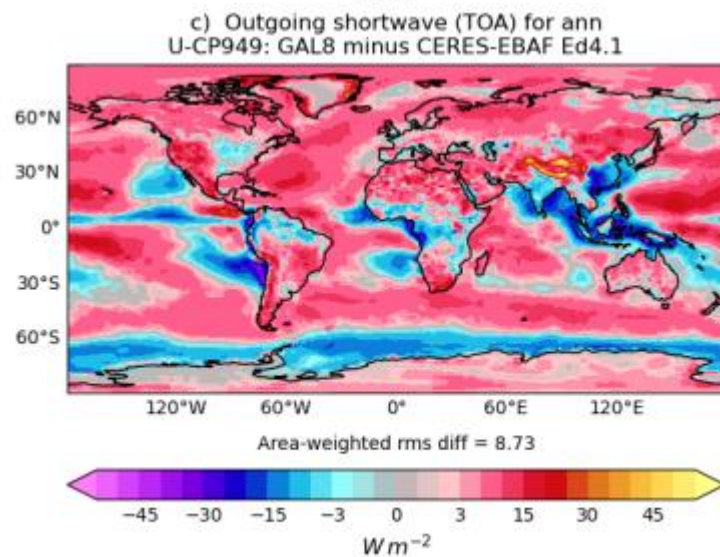 c)  Outgoing shortwave (TOA) for ann
U-CP949: GAL8 minus CERES-EBAF Ed4.1
60°N
30°N
0°
30°S
60°S
120°W 60°W 0° 60°E 120°E
Area-weighted rms diff = 8.73
−45 −30 −15 −3 0 3 15 30 45
W m⁻²